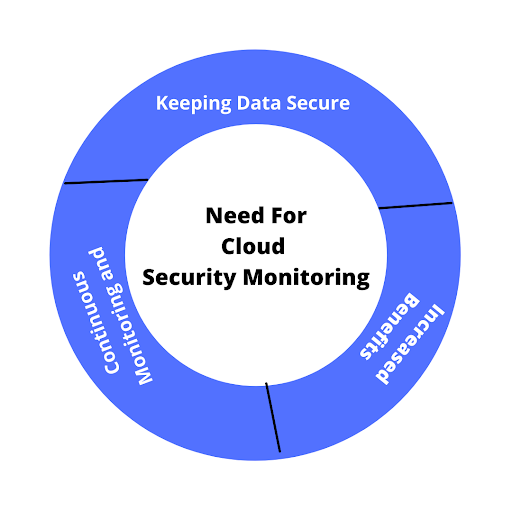 Keeping Data Secure
Need For
Cloud
Security Monitoring
Continuous
Monitoring and
Increased
Benefits